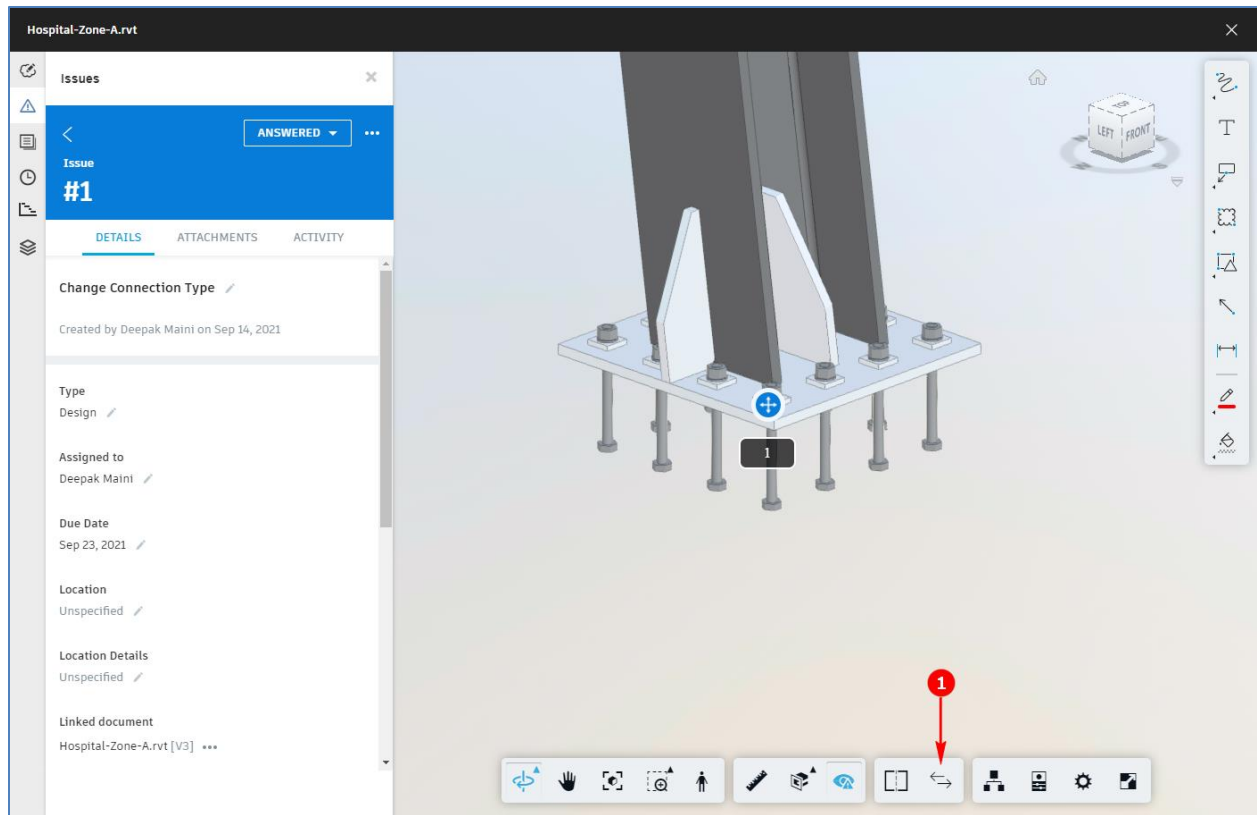 Hospital-Zone-A.rvt
Issues
ANSWERED
Issue
#1
DETAILS ATTACHMENTS ACTIVITY
Change Connection Type
Created by Deepak Maini on Sep 14, 2021
Type
Design
Assigned to
Deepak Maini
Due Date
Sep 23, 2021
Location
Unspecified
Location Details
Unspecified
Linked document
Hospital-Zone-A.rvt [V3]
TOP
LEFT FRONT
T
1
1